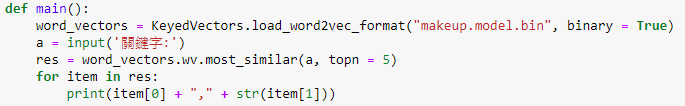 def main():
    word_vectors = KeyedVectors.load_word2vec_format("makeup.model.bin", binary = True)
    a = input('關鍵字:')
    res = word_vectors.wv.most_similar(a, topn = 5)
    for item in res:
        print(item[0] + "," + str(item[1]))